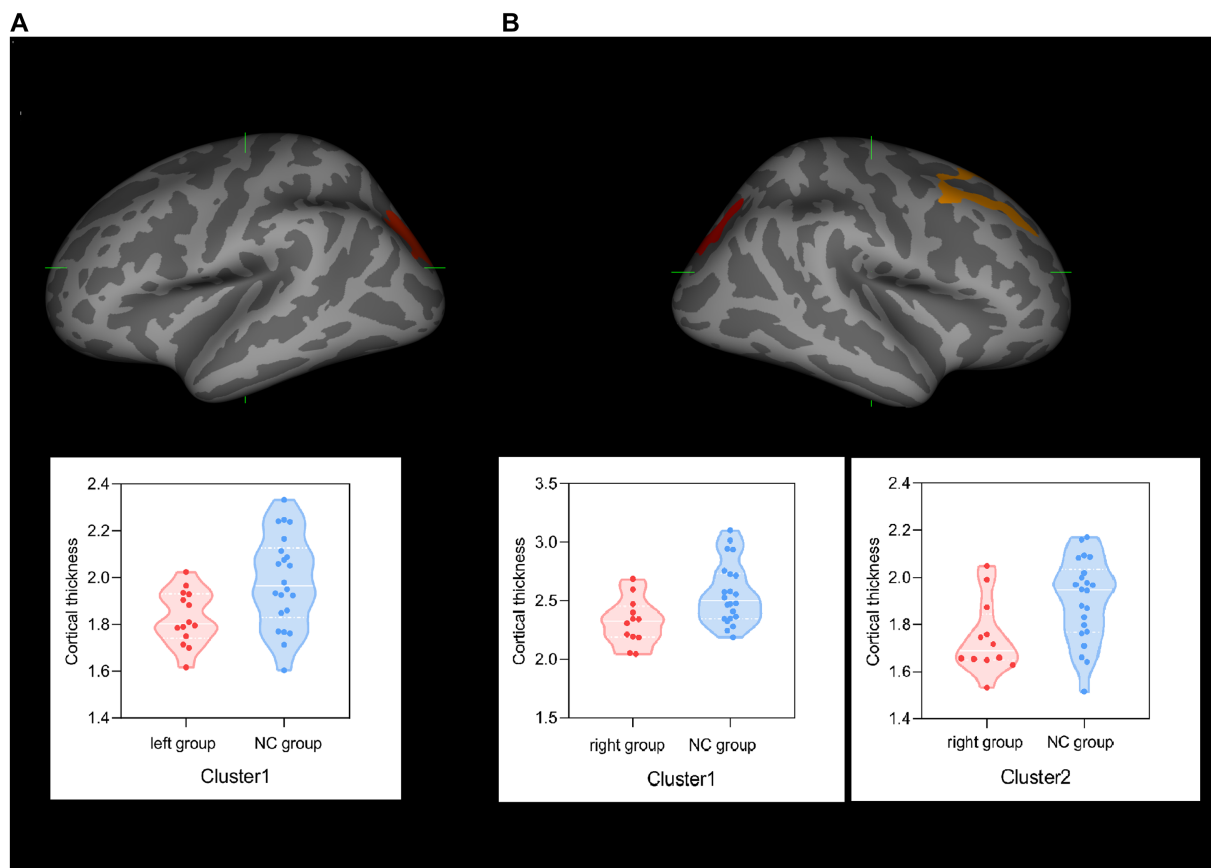 A
B
2.4
2.2
2.0
1.8
1.6
1.4
Cortical thickness
left group
NC group
Cluster1
3.5
3.0
2.5
2.0
1.5
Cortical thickness
right group
NC group
Cluster1
2.4
2.2
2.0
1.8
1.6
1.4
Cortical thickness
right group
NC group
Cluster2